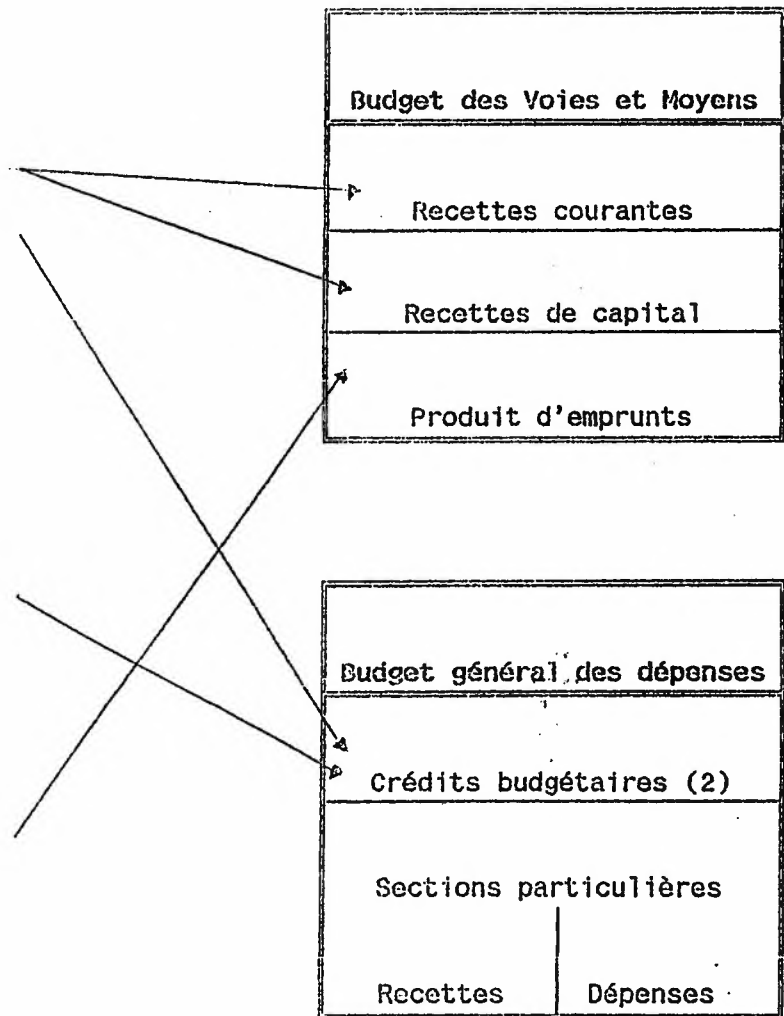 Budget des Voies et Moyens
Recettes courantes
Recettes de capital
Produit d'emprunts
Budget général des dépenses
Crédits budgétaires (2)
Sections particulières
Recettes Dépenses